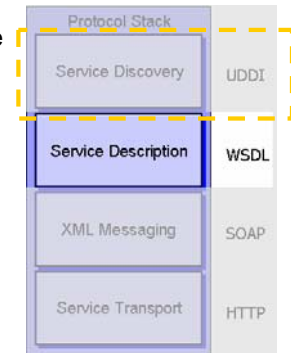 Protocol Stack
e
Service Discovery UDDI
Service Description WSDL
XML Messaging SOAP
Service Transport HTTP